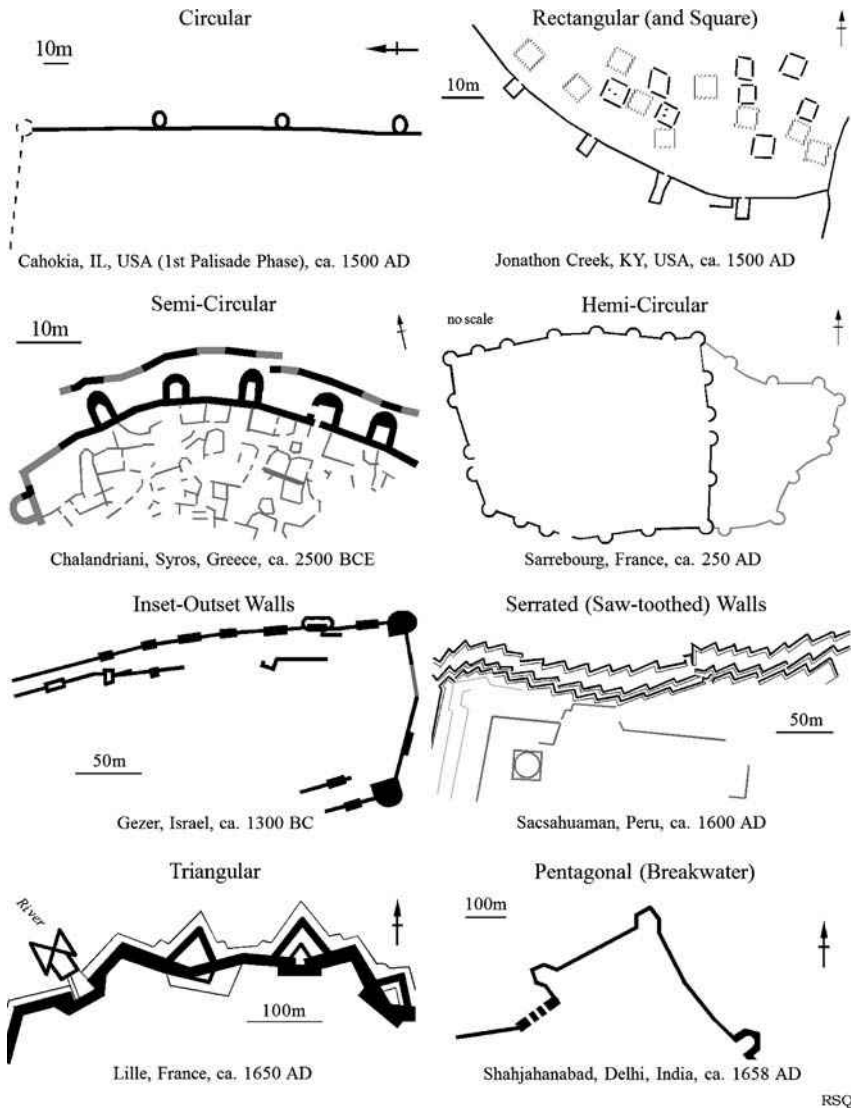 Circular
10m
Cahokia, IL, USA (1st Palisade Phase), ca. 1500 AD
Rectangular (and Square)
10m
Jonathon Creek, KY, USA, ca. 1500 AD
Semi-Circular
10m
Chalandriani, Syros, Greece, ca. 2500 BCE
Hemi-Circular
no scale
Sarrebourg, France, ca. 250 AD
Inset-Outset Walls
50m
Gezer, Israel, ca. 1300 BC
Serrated (Saw-toothed) Walls
50m
Sacsahuaman, Peru, ca. 1600 AD
Triangular
River
100m
Lille, France, ca. 1650 AD
Pentagonal (Breakwater)
100m
Shahjahanabad, Delhi, India, ca. 1658 AD
RSQ